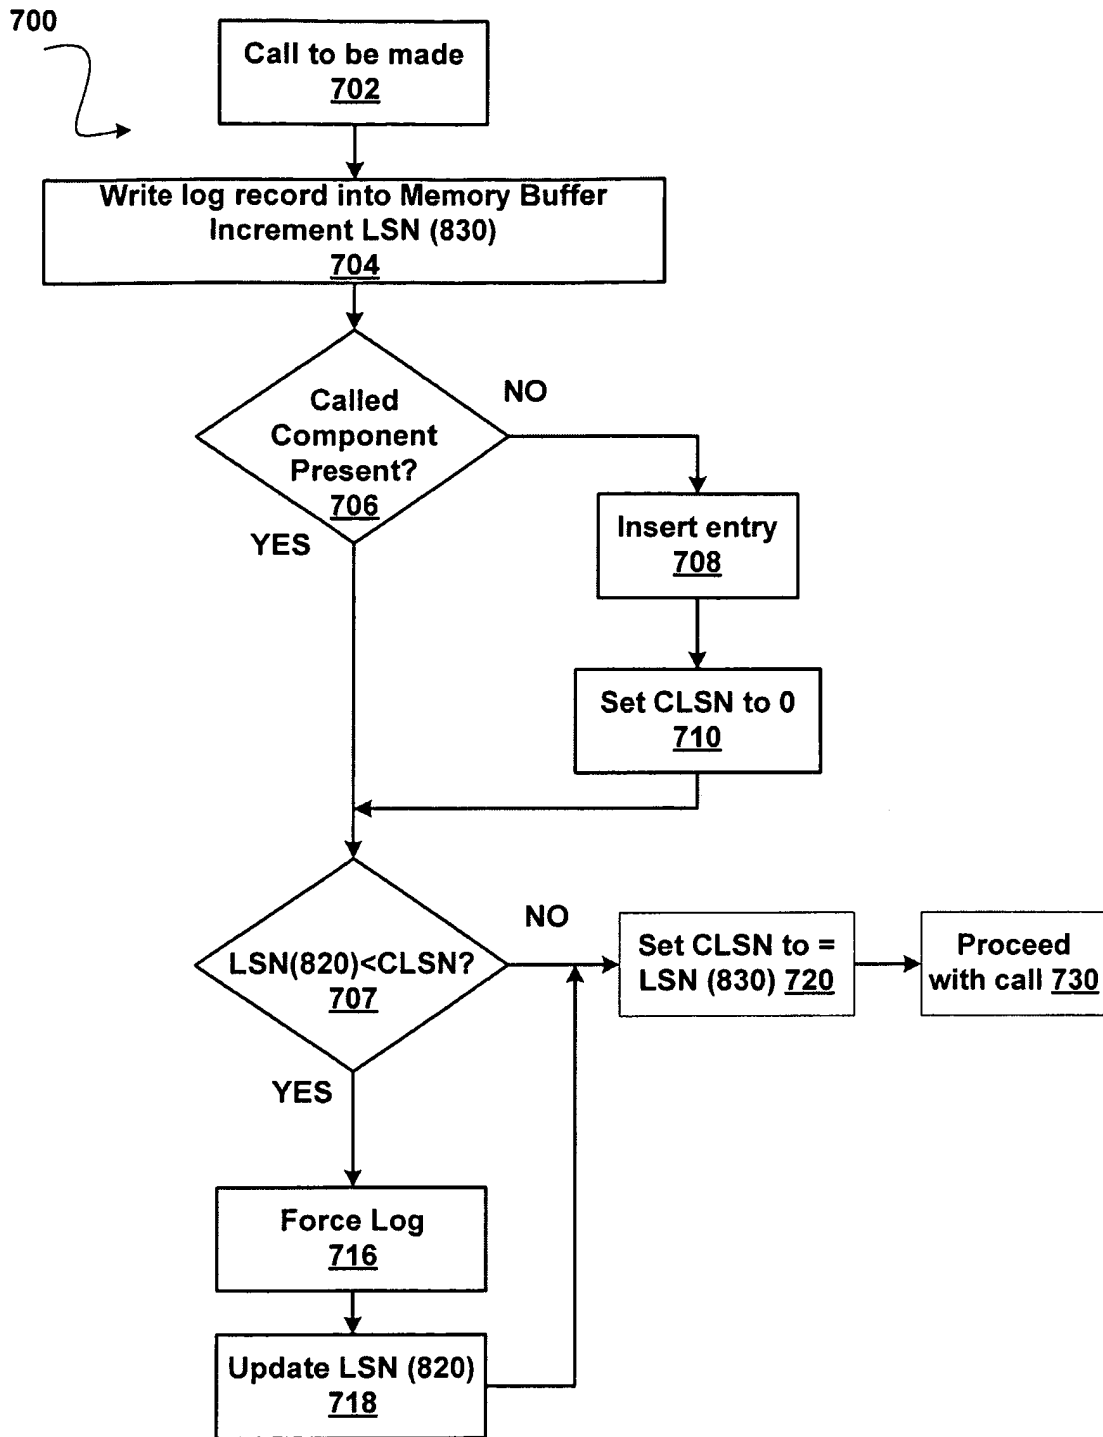 700
Call to be made
702
Write log record into Memory Buffer
Increment LSN (830)
704
Called
Component
Present?
706
NO
YES
Insert entry
708
Set CLSN to 0
710
LSN(820)<CLSN?
707
NO
YES
Set CLSN to =
LSN (830) 720
Proceed
with call 730
Force Log
716
Update LSN (820)
718